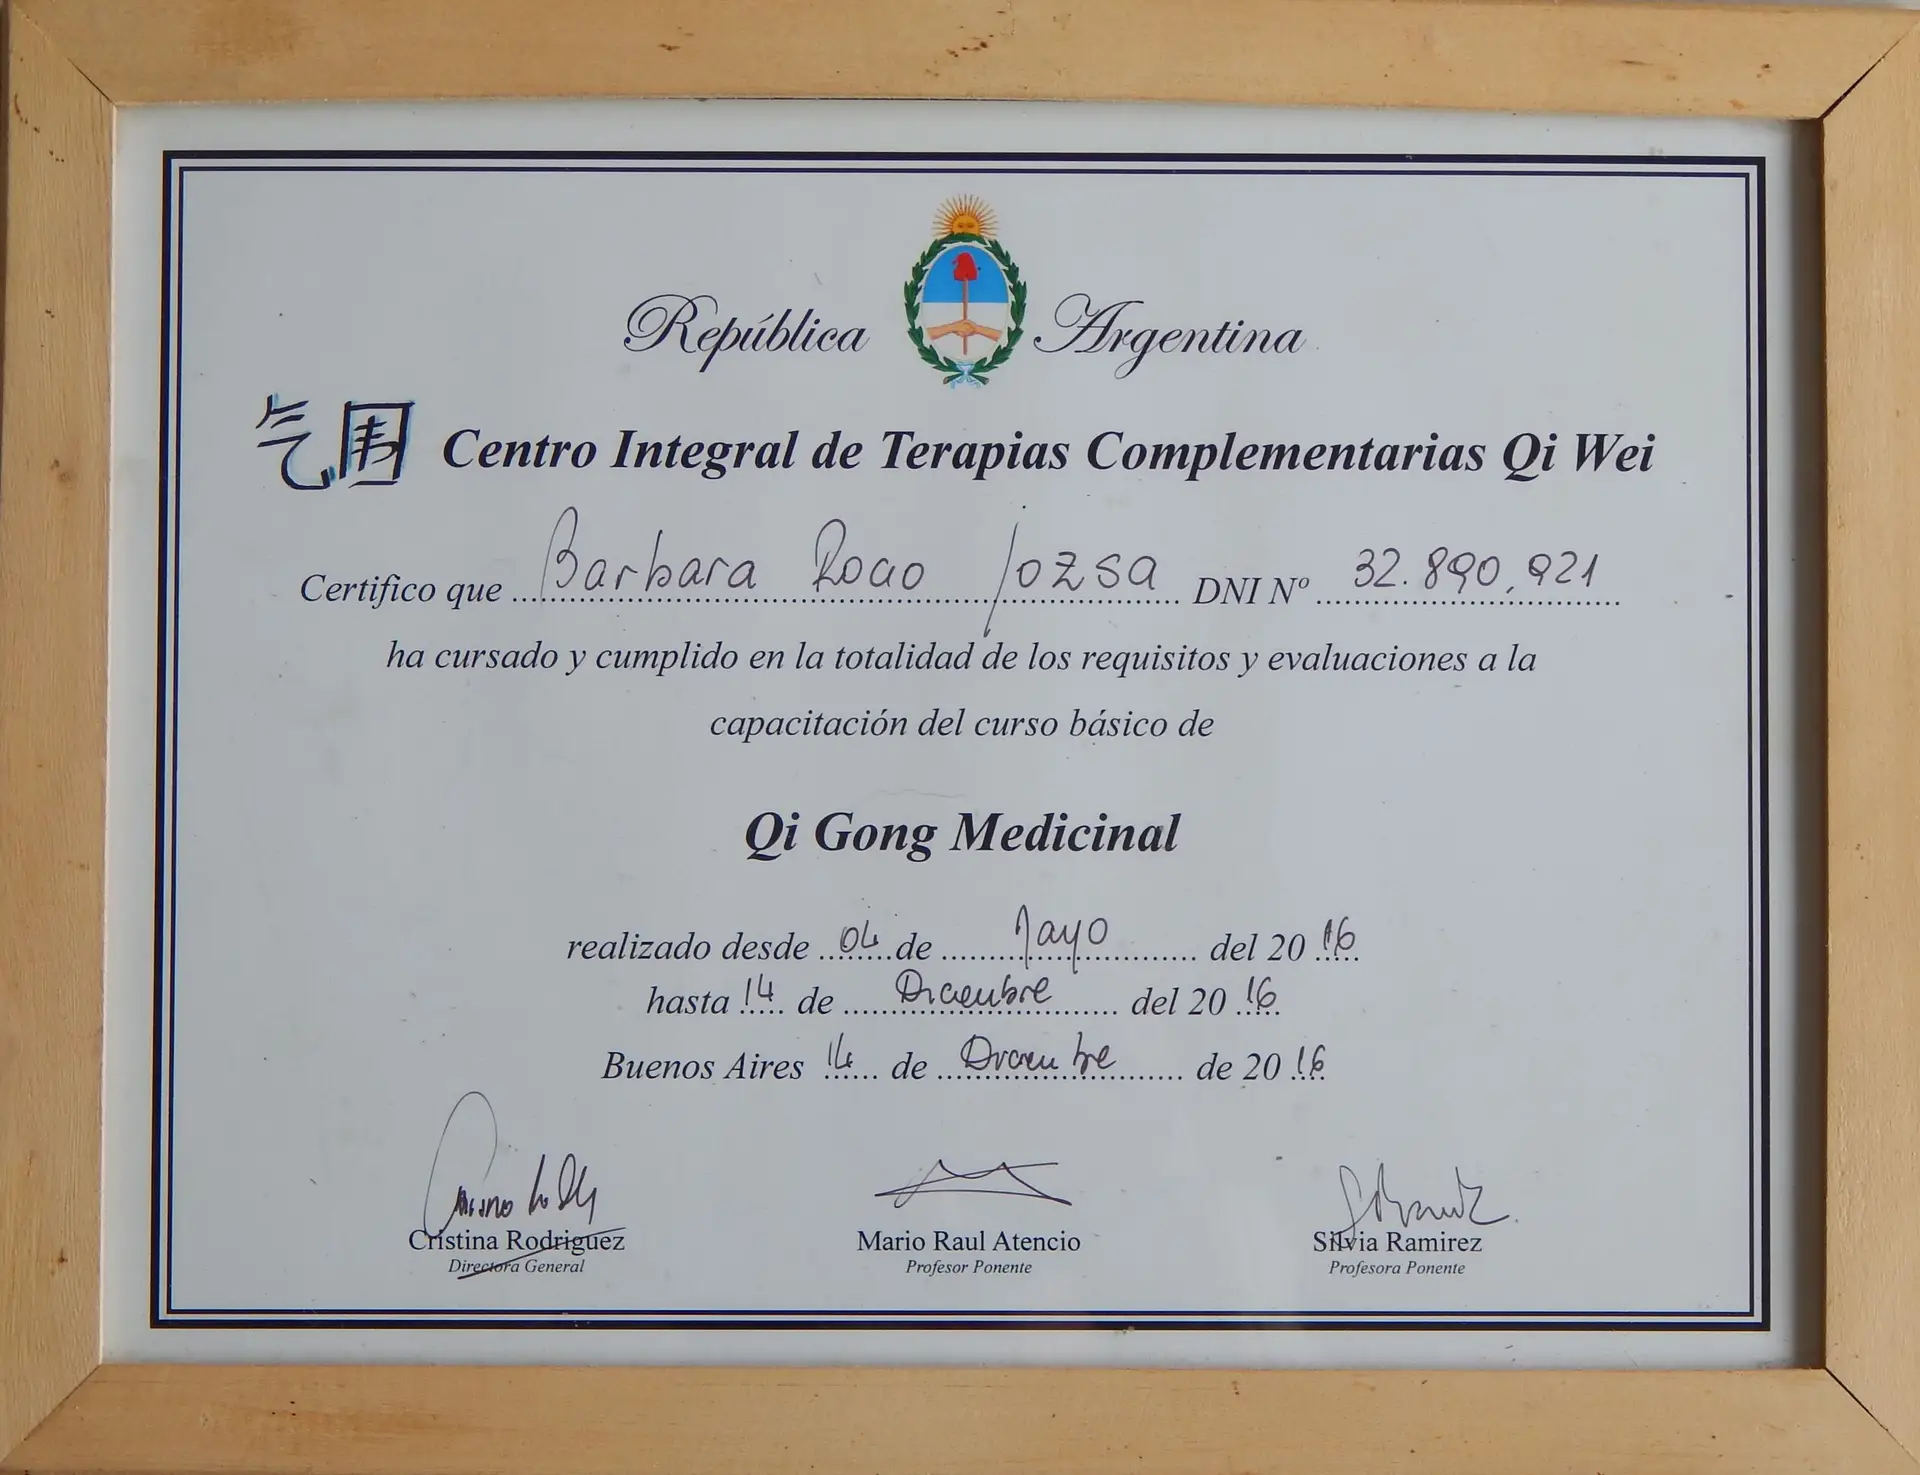 República Argentina
气围 Centro Integral de Terapias Complementarias Qi Wei
Certifico que Barbara Rocio Jozsa DNI Nº 32.890.921
ha cursado y cumplido en la totalidad de los requisitos y evaluaciones a la
capacitación del curso básico de
Qi Gong Medicinal
realizado desde 04 de Mayo del 2016
hasta 14 de Diciembre del 2016
Buenos Aires 14 de Diciembre de 2016
Cristina Rodriguez Mario Raul Atencio Silvia Ramirez
Directora General Profesor Ponente Profesora Ponente